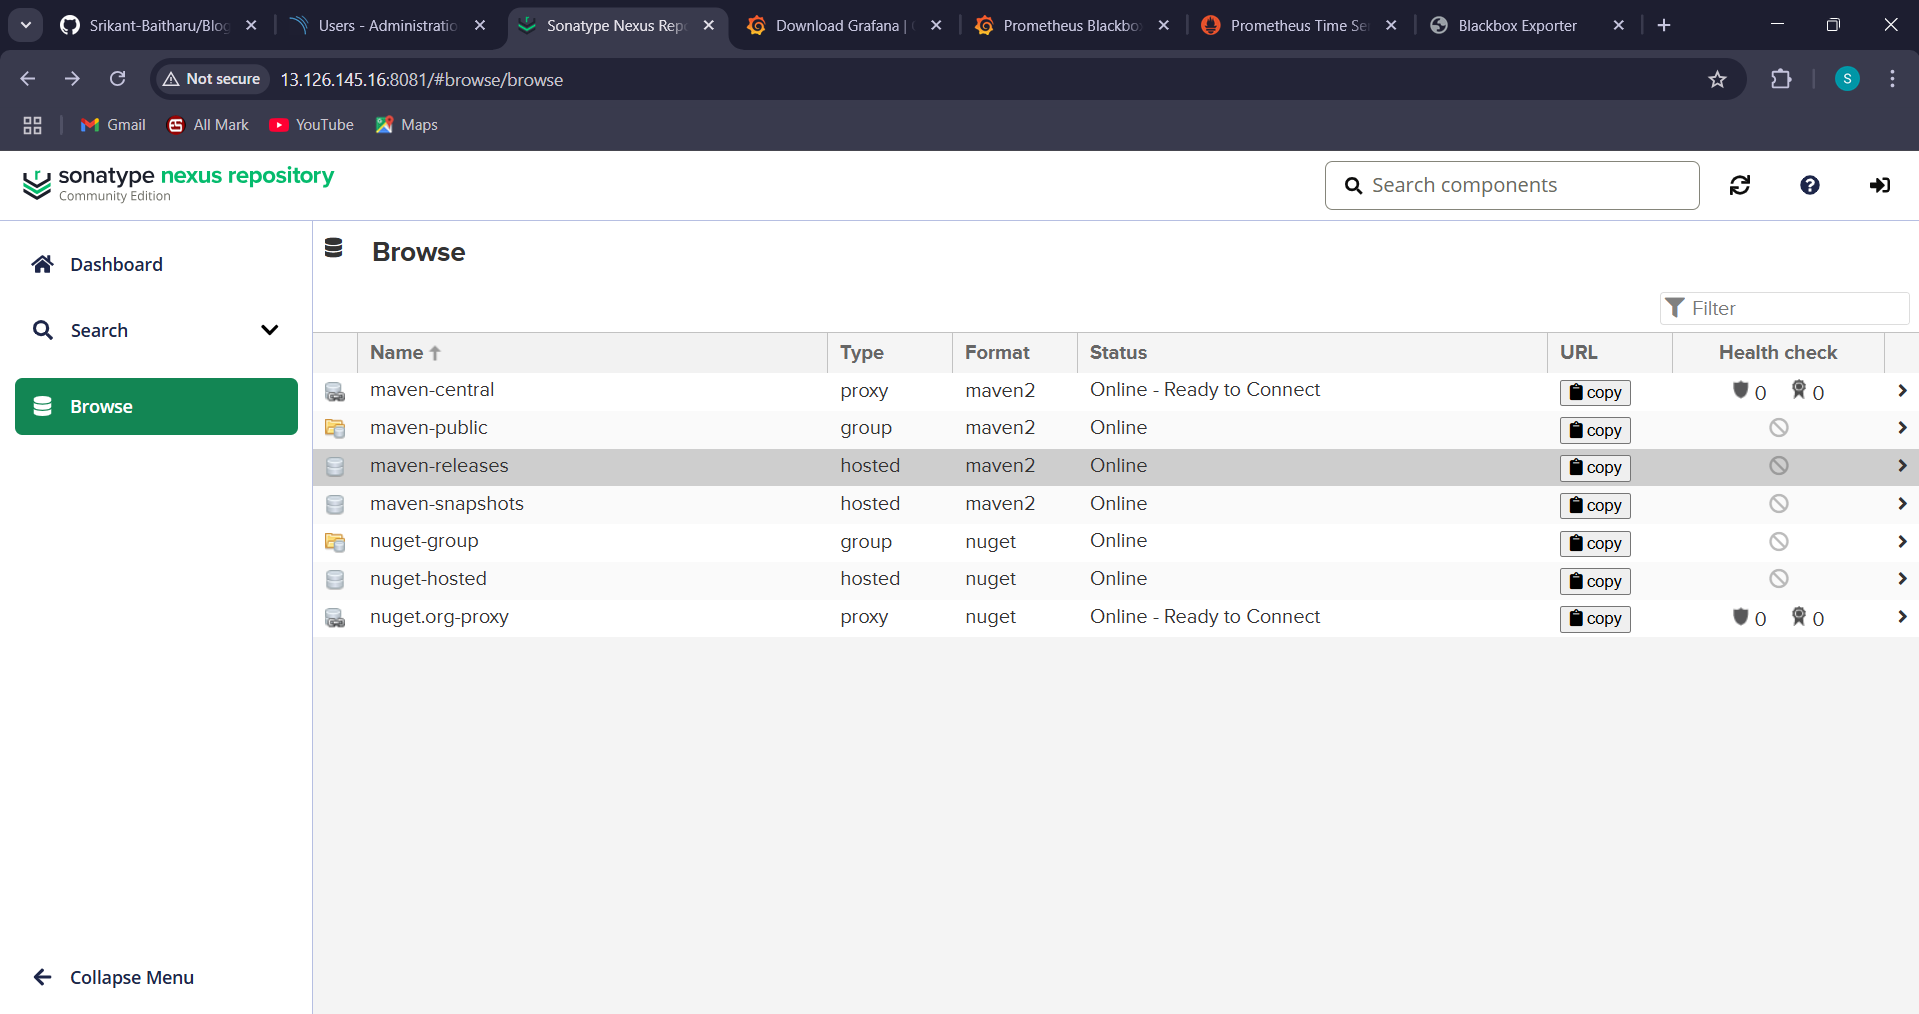 Srikant-Baitharu/Blog
Users - Administratio
Sonatype Nexus Repo
Download Grafana |
Prometheus Blackbox
Prometheus Time Ser
Blackbox Exporter
Not secure
13.126.145.16:8081/#browse/browse
S
Gmail
All Mark
YouTube
Maps
sonatype nexus repository
Community Edition
Search components
Dashboard
Search
Browse
Collapse Menu
Browse
Filter
Name Type Format Status URL Health check
maven-central proxy maven2 Online - Ready to Connect copy 0 0
maven-public group maven2 Online copy
maven-releases hosted maven2 Online copy
maven-snapshots hosted maven2 Online copy
nuget-group group nuget Online copy
nuget-hosted hosted nuget Online copy
nuget.org-proxy proxy nuget Online - Ready to Connect copy 0 0